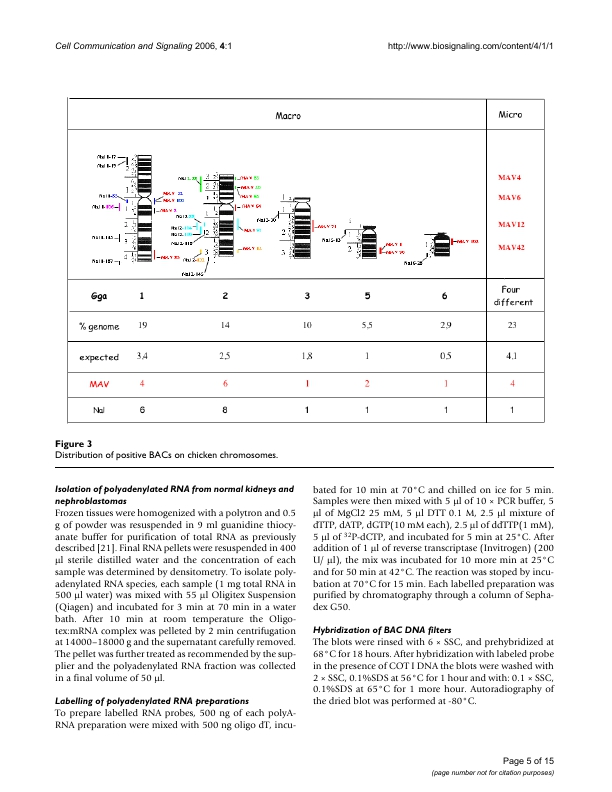 Cell Communication and Signaling 2006, 4:1
http://www.biosignaling.com/content/4/1/1
Macro
Micro
MAV4
MAV6
MAV12
MAV42
Gga 1 2 3 5 6 Four different
% genome 19 14 10 5,5 2,9 23
expected 3,4 2,5 1,8 1 0,5 4,1
MAV 4 6 1 2 1 4
Nal 6 8 1 1 1 1
Figure 3
Distribution of positive BACs on chicken chromosomes.
Isolation of polyadenylated RNA from normal kidneys and
nephroblastomas
Frozen tissues were homogenized with a polytron and 0.5
g of powder was resuspended in 9 ml guanidine thiocy-
anate buffer for purification of total RNA as previously
described [21]. Final RNA pellets were resuspended in 400
µl sterile distilled water and the concentration of each
sample was determined by densitometry. To isolate poly-
adenylated RNA species, each sample (1 mg total RNA in
500 µl water) was mixed with 55 µl Oligitex Suspension
(Qiagen) and incubated for 3 min at 70 min in a water
bath. After 10 min at room temperature the Oligo-
tex:mRNA complex was pelleted by 2 min centrifugation
at 14000–18000 g and the supernatant carefully removed.
The pellet was further treated as recommended by the sup-
plier and the polyadenylated RNA fraction was collected
in a final volume of 50 µl.
Labelling of polyadenylated RNA preparations
To prepare labelled RNA probes, 500 ng of each polyA-
RNA preparation were mixed with 500 ng oligo dT, incu-
bated for 10 min at 70°C and chilled on ice for 5 min.
Samples were then mixed with 5 µl of 10 × PCR buffer, 5
µl of MgCl2 25 mM, 5 µl DTT 0.1 M, 2.5 µl mixture of
dTTP, dATP, dGTP(10 mM each), 2.5 µl of ddTTP(1 mM),
5 µl of 32P-dCTP, and incubated for 5 min at 25°C. After
addition of 1 µl of reverse transcriptase (Invitrogen) (200
U/ µl), the mix was incubated for 10 more min at 25°C
and for 50 min at 42°C. The reaction was stoped by incu-
bation at 70°C for 15 min. Each labelled preparation was
purified by chromatography through a column of Sepha-
dex G50.
Hybridization of BAC DNA filters
The blots were rinsed with 6 × SSC, and prehybridized at
68°C for 18 hours. After hybridization with labeled probe
in the presence of COT I DNA the blots were washed with
2 × SSC, 0.1%SDS at 56°C for 1 hour and with: 0.1 × SSC,
0.1%SDS at 65°C for 1 more hour. Autoradiography of
the dried blot was performed at -80°C.
Page 5 of 15
(page number not for citation purposes)